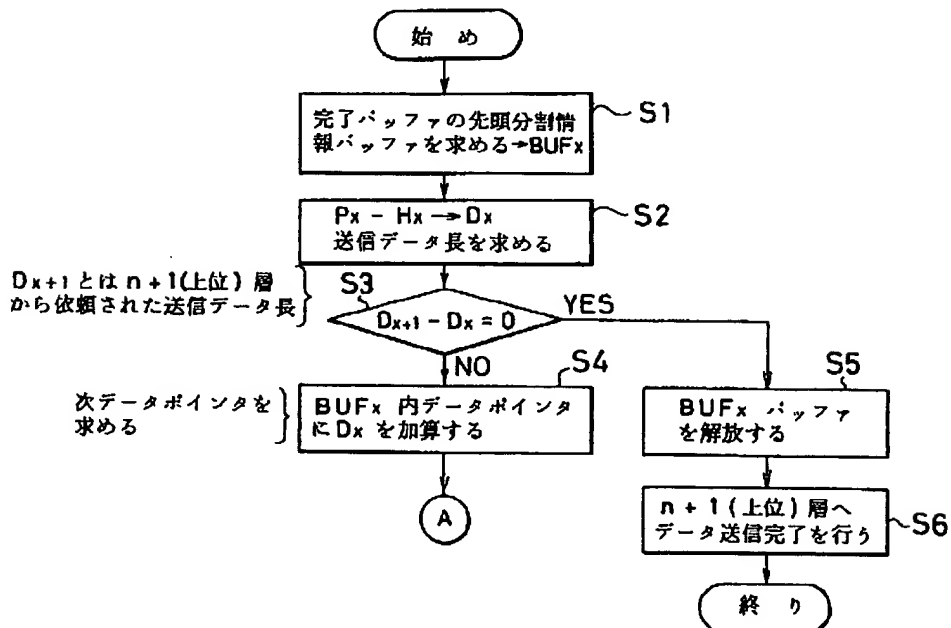 始 め
完了バッファの先頭分割情
報バッファを求める→BUFx
S1
Px - Hx → Dx
送信データ長を求める
S2
Dx+1 とは n+1(上位) 層
から依頼された送信データ長
S3
Dx+1 - Dx = 0
YES
NO
S4
次データポインタを
求める
BUFx 内データポインタ
に Dx を加算する
A
S5
BUFx バッファ
を解放する
n + 1 (上位) 層へ
データ送信完了を行う
S6
終 り